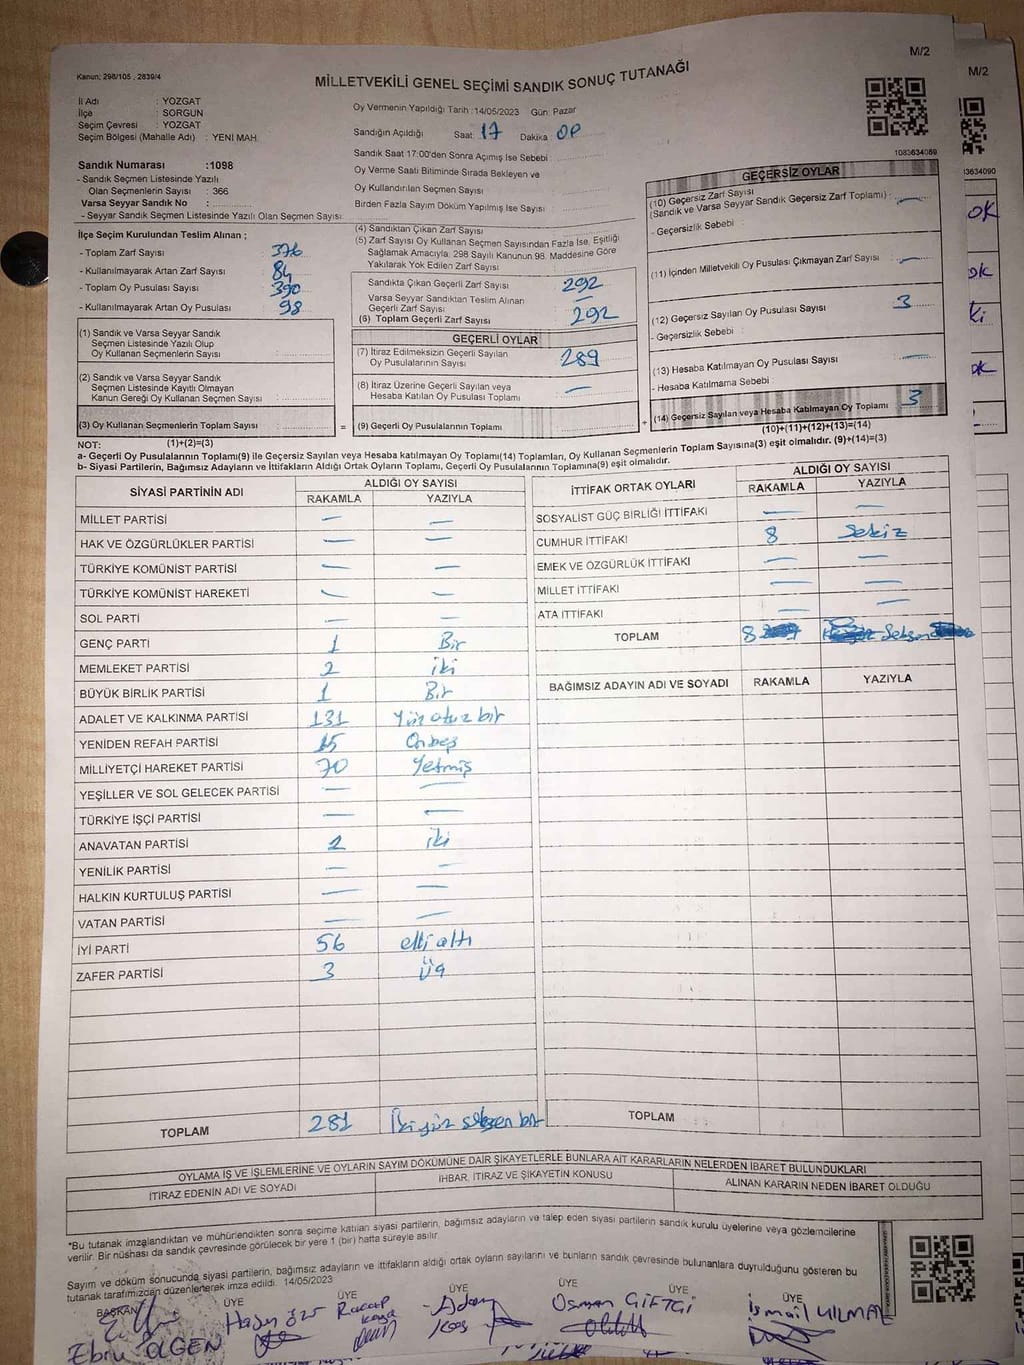 M/2
M/2
Kanun; 298/105 , 2839/4
MİLLETVEKİLİ GENEL SEÇİMİ SANDIK SONUÇ TUTANAĞI
İl Adı : YOZGAT
İlçe : SORGUN
Seçim Çevresi : YOZGAT
Seçim Bölgesi (Mahalle Adı) : YENİ MAH
Sandık Numarası :1098
- Sandık Seçmen Listesinde Yazılı
Olan Seçmenlerin Sayısı : 366
Varsa Seyyar Sandık No :
- Seyyar Sandık Seçmen Listesinde Yazılı Olan Seçmen Sayısı
Oy Vermenin Yapıldığı Tarih :14/05/2023 Gün: Pazar
Sandığın Açıldığı Saat: 17 Dakika:
Sandık Saat 17:00'den Sonra Açımış İse Sebebi :
Oy Verme Saati Bitiminde Sırada Bekleyen ve
Oy Kullandırılan Seçmen Sayısı
Birden Fazla Sayım Döküm Yapılmış İse Sayısı
1083634089
3634090
İlçe Seçim Kurulundan Teslim Alınan ;
- Toplam Zarf Sayısı : 376
- Kullanılmayarak Artan Zarf Sayısı : 84
- Toplam Oy Pusulası Sayısı : 390
- Kullanılmayarak Artan Oy Pusulası : 98
(1) Sandık ve Varsa Seyyar Sandık
Seçmen Listesinde Yazılı Olup
Oy Kullanan Seçmenlerin Sayısı :
(2) Sandık ve Varsa Seyyar Sandık
Seçmen Listesinde Kayıtlı Olmayan
Kanun Gereği Oy Kullanan Seçmen Sayısı :
(3) Oy Kullanan Seçmenlerin Toplam Sayısı :
(1)+(2)=(3)
(4) Sandıktan Çıkan Zarf Sayısı :
(5) Zarf Sayısı Oy Kullanan Seçmen Sayısından Fazla İse, Eşitliği
Sağlamak Amacıyla: 298 Sayılı Kanunun 98. Maddesine Göre
Yakılarak Yok Edilen Zarf Sayısı
Sandıkta Çıkan Geçerli Zarf Sayısı : 292
Varsa Seyyar Sandıktan Teslim Alınan
Geçerli Zarf Sayısı : —
(6) Toplam Geçerli Zarf Sayısı 292
GEÇERLİ OYLAR
(7) İtiraz Edilmeksizin Geçerli Sayılan
Oy Pusulalarının Sayısı : 289
(8) İtiraz Üzerine Geçerli Sayılan veya
Hesaba Katılan Oy Pusulası Toplamı : —
= (9) Geçerli Oy Pusulalarının Toplamı
GEÇERSİZ OYLAR
(10) Geçersiz Zarf Sayısı
(Sandık ve Varsa Seyyar Sandık Geçersiz Zarf Toplamı) : —
- Geçersizlik Sebebi :
(11) İçinden Milletvekili Oy Pusulası Çıkmayan Zarf Sayısı : —
(12) Geçersiz Sayılan Oy Pusulası Sayısı : 3
- Geçersizlik Sebebi :
(13) Hesaba Katılmayan Oy Pusulası Sayısı : —
- Hesaba Katılmama Sebebi :
+ (14) Geçersiz Sayılan veya Hesaba Katılmayan Oy Toplamı 3
(10)+(11)+(12)+(13)=(14)
NOT:
a- Geçerli Oy Pusulalarının Toplamı(9) ile Geçersiz Sayılan veya Hesaba katılmayan Oy Toplamı(14) Toplamları, Oy Kullanan Seçmenlerin Toplam Sayısına(3) eşit olmalıdır. (9)+(14)=(3)
b- Siyasi Partilerin, Bağımsız Adayların ve İttifakların Aldığı Ortak Oyların Toplamı, Geçerli Oy Pusulalarının Toplamına(9) eşit olmalıdır.
SİYASİ PARTİNİN ADI ALDIĞI OY SAYISI
RAKAMLA YAZIYLA
MİLLET PARTİSİ — —
HAK VE ÖZGÜRLÜKLER PARTİSİ — —
TÜRKİYE KOMÜNİST PARTİSİ — —
TÜRKİYE KOMÜNİST HAREKETİ — —
SOL PARTİ — —
GENÇ PARTİ 1 Bir
MEMLEKET PARTİSİ 2 iki
BÜYÜK BİRLİK PARTİSİ 1 Bir
ADALET VE KALKINMA PARTİSİ 131 Yüz otuz bir
YENİDEN REFAH PARTİSİ 15 Onbeş
MİLLİYETÇİ HAREKET PARTİSİ 70 Yetmiş
YEŞİLLER VE SOL GELECEK PARTİSİ — —
TÜRKİYE İŞÇİ PARTİSİ — —
ANAVATAN PARTİSİ 2 iki
YENİLİK PARTİSİ — —
HALKIN KURTULUŞ PARTİSİ — —
VATAN PARTİSİ — —
İYİ PARTİ 56 elli altı
ZAFER PARTİSİ 3 üç
TOPLAM 281 İki yüz seksen bir
İTTİFAK ORTAK OYLARI ALDIĞI OY SAYISI
RAKAMLA YAZIYLA
SOSYALİST GÜÇ BİRLİĞİ İTTİFAKI — —
CUMHUR İTTİFAKI 8 Sekiz
EMEK VE ÖZGÜRLÜK İTTİFAKI — —
MİLLET İTTİFAKI — —
ATA İTTİFAKI — —
TOPLAM 8
BAĞIMSIZ ADAYIN ADI VE SOYADI RAKAMLA YAZIYLA
TOPLAM
OYLAMA İŞ VE İŞLEMLERİNE VE OYLARIN SAYIM DÖKÜMÜNE DAİR ŞİKAYETLERLE BUNLARA AİT KARARLARIN NELERDEN İBARET BULUNDUKLARI
İTİRAZ EDENİN ADI VE SOYADI İHBAR, İTİRAZ VE ŞİKAYETİN KONUSU ALINAN KARARIN NEDEN İBARET OLDUĞU
*Bu tutanak imzalandıktan ve mühürlendikten sonra seçime katılan siyasi partilerin, bağımsız adayların ve talep eden siyasi partilerin sandık kurulu üyelerine veya gözlemcilerine
verilir. Bir nüshası da sandık çevresinde görülecek bir yere 1 (bir) hafta süreyle asılır.
Sayım ve döküm sonucunda siyasi partilerin, bağımsız adayların ve ittifakların aldığı ortak oyların sayılarını ve bunların sandık çevresinde bulunanlara duyrulduğunu gösteren bu
tutanak tarafımızdan düzenlenerek imza edildi. 14/05/2023
BAŞKAN ÜYE ÜYE ÜYE ÜYE ÜYE ÜYE
Osman ÇİFTÇİ
İsmail YILMAZ